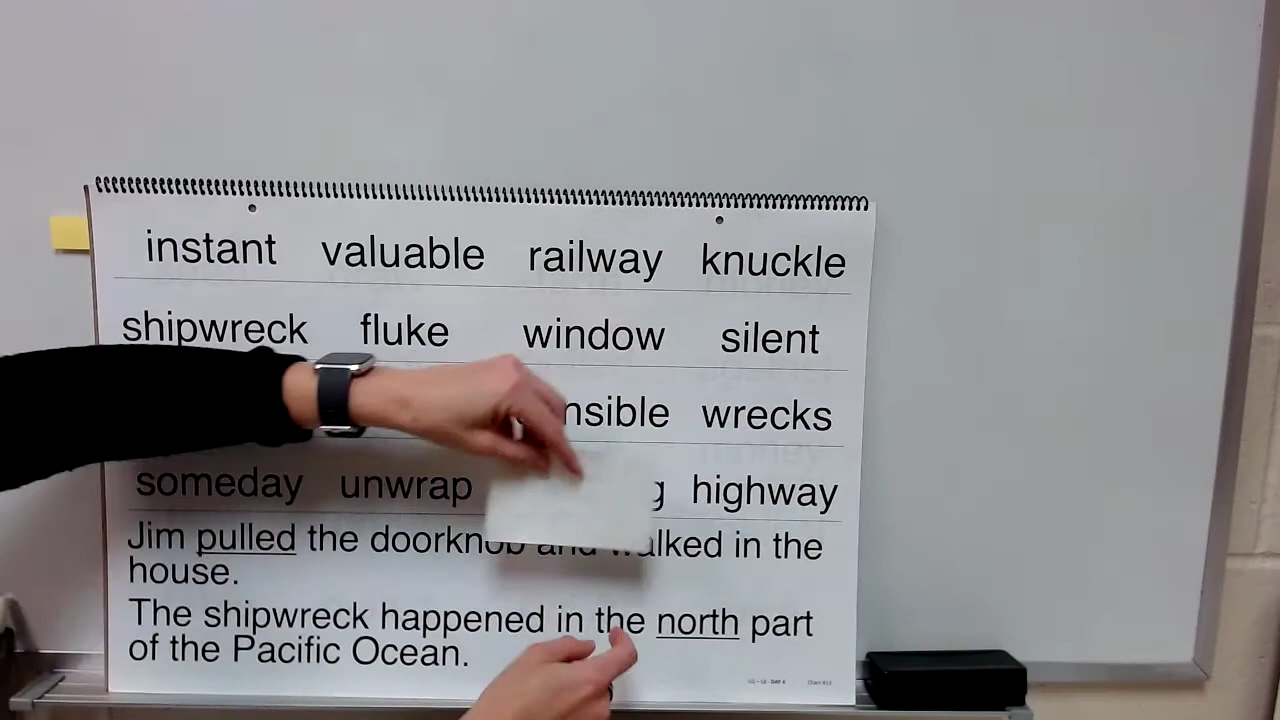 instant valuable railway knuckle
shipwreck fluke window silent
wrecks
someday unwrap highway
Jim pulled the doorknob and walked in the
house.
The shipwreck happened in the north part
of the Pacific Ocean.